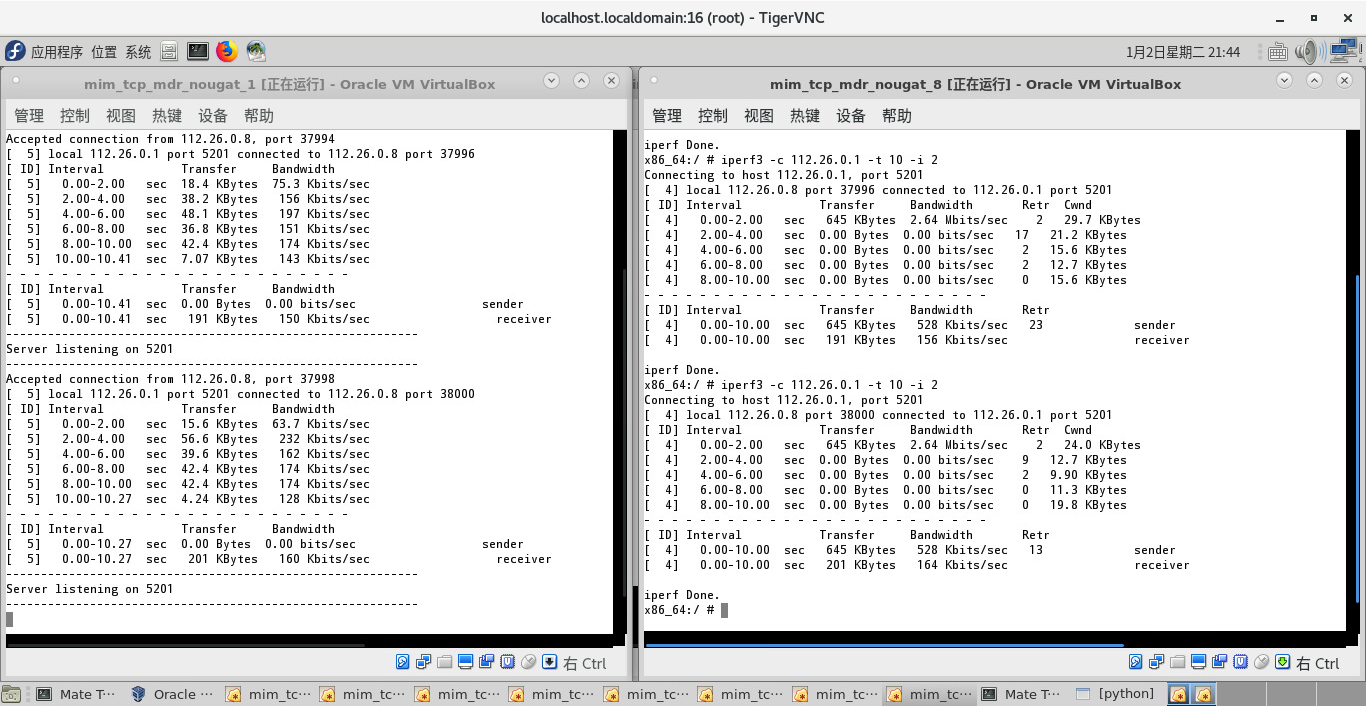 localhost.localdomain:16 (root) - TigerVNC
应用程序 位置 系统
1月2日星期二 21:44
mim_tcp_mdr_nougat_1 [正在运行] - Oracle VM VirtualBox
管理 控制 视图 热键 设备 帮助
Accepted connection from 112.26.0.8, port 37994
[  5] local 112.26.0.1 port 5201 connected to 112.26.0.8 port 37996
[ ID] Interval           Transfer     Bandwidth
[  5]   0.00-2.00   sec  18.4 KBytes  75.3 Kbits/sec
[  5]   2.00-4.00   sec  38.2 KBytes   156 Kbits/sec
[  5]   4.00-6.00   sec  48.1 KBytes   197 Kbits/sec
[  5]   6.00-8.00   sec  36.8 KBytes   151 Kbits/sec
[  5]   8.00-10.00  sec  42.4 KBytes   174 Kbits/sec
[  5]  10.00-10.41  sec  7.07 KBytes   143 Kbits/sec
- - - - - - - - - - - - - - - - - - - - - - - - -
[ ID] Interval           Transfer     Bandwidth
[  5]   0.00-10.41  sec  0.00 Bytes  0.00 bits/sec                  sender
[  5]   0.00-10.41  sec   191 KBytes   150 Kbits/sec                  receiver
-----------------------------------------------------------
Server listening on 5201
-----------------------------------------------------------
Accepted connection from 112.26.0.8, port 37998
[  5] local 112.26.0.1 port 5201 connected to 112.26.0.8 port 38000
[ ID] Interval           Transfer     Bandwidth
[  5]   0.00-2.00   sec  15.6 KBytes  63.7 Kbits/sec
[  5]   2.00-4.00   sec  56.6 KBytes   232 Kbits/sec
[  5]   4.00-6.00   sec  39.6 KBytes   162 Kbits/sec
[  5]   6.00-8.00   sec  42.4 KBytes   174 Kbits/sec
[  5]   8.00-10.00  sec  42.4 KBytes   174 Kbits/sec
[  5]  10.00-10.27  sec  4.24 KBytes   128 Kbits/sec
- - - - - - - - - - - - - - - - - - - - - - - - -
[ ID] Interval           Transfer     Bandwidth
[  5]   0.00-10.27  sec  0.00 Bytes  0.00 bits/sec                  sender
[  5]   0.00-10.27  sec   201 KBytes   160 Kbits/sec                  receiver
-----------------------------------------------------------
Server listening on 5201
-----------------------------------------------------------
右 Ctrl
mim_tcp_mdr_nougat_8 [正在运行] - Oracle VM VirtualBox
管理 控制 视图 热键 设备 帮助
iperf Done.
x86_64:/ # iperf3 -c 112.26.0.1 -t 10 -i 2
Connecting to host 112.26.0.1, port 5201
[  4] local 112.26.0.8 port 37996 connected to 112.26.0.1 port 5201
[ ID] Interval           Transfer     Bandwidth       Retr  Cwnd
[  4]   0.00-2.00   sec   645 KBytes  2.64 Mbits/sec    2   29.7 KBytes
[  4]   2.00-4.00   sec  0.00 Bytes  0.00 bits/sec   17   21.2 KBytes
[  4]   4.00-6.00   sec  0.00 Bytes  0.00 bits/sec    2   15.6 KBytes
[  4]   6.00-8.00   sec  0.00 Bytes  0.00 bits/sec    2   12.7 KBytes
[  4]   8.00-10.00  sec  0.00 Bytes  0.00 bits/sec    0   15.6 KBytes
- - - - - - - - - - - - - - - - - - - - - - - - -
[ ID] Interval           Transfer     Bandwidth       Retr
[  4]   0.00-10.00  sec   645 KBytes   528 Kbits/sec   23             sender
[  4]   0.00-10.00  sec   191 KBytes   156 Kbits/sec                  receiver
iperf Done.
x86_64:/ # iperf3 -c 112.26.0.1 -t 10 -i 2
Connecting to host 112.26.0.1, port 5201
[  4] local 112.26.0.8 port 38000 connected to 112.26.0.1 port 5201
[ ID] Interval           Transfer     Bandwidth       Retr  Cwnd
[  4]   0.00-2.00   sec   645 KBytes  2.64 Mbits/sec    2   24.0 KBytes
[  4]   2.00-4.00   sec  0.00 Bytes  0.00 bits/sec    9   12.7 KBytes
[  4]   4.00-6.00   sec  0.00 Bytes  0.00 bits/sec    2   9.90 KBytes
[  4]   6.00-8.00   sec  0.00 Bytes  0.00 bits/sec    0   11.3 KBytes
[  4]   8.00-10.00  sec  0.00 Bytes  0.00 bits/sec    0   19.8 KBytes
- - - - - - - - - - - - - - - - - - - - - - - - -
[ ID] Interval           Transfer     Bandwidth       Retr
[  4]   0.00-10.00  sec   645 KBytes   528 Kbits/sec   13             sender
[  4]   0.00-10.00  sec   201 KBytes   164 Kbits/sec                  receiver
iperf Done.
x86_64:/ #
右 Ctrl
Mate T··· Oracle ··· mim_tc··· mim_tc··· mim_tc··· mim_tc··· mim_tc··· mim_tc··· mim_tc··· mim_tc··· Mate T··· [python]